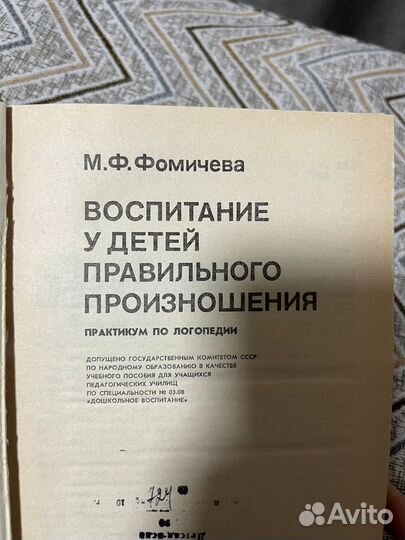 М.Ф.Фомичева
ВОСПИТАНИЕ
У ДЕТЕЙ
ПРАВИЛЬНОГО
ПРОИЗНОШЕНИЯ
ПРАКТИКУМ ПО ЛОГОПЕДИИ
ДОПУЩЕНО ГОСУДАРСТВЕННЫМ КОМИТЕТОМ СССР
ПО НАРОДНОМУ ОБРАЗОВАНИЮ В КАЧЕСТВЕ
УЧЕБНОГО ПОСОБИЯ ДЛЯ УЧАЩИХСЯ
ПЕДАГОГИЧЕСКИХ УЧИЛИЩ
ПО СПЕЦИАЛЬНОСТИ № 03.08
«ДОШКОЛЬНОЕ ВОСПИТАНИЕ»
724
Avito